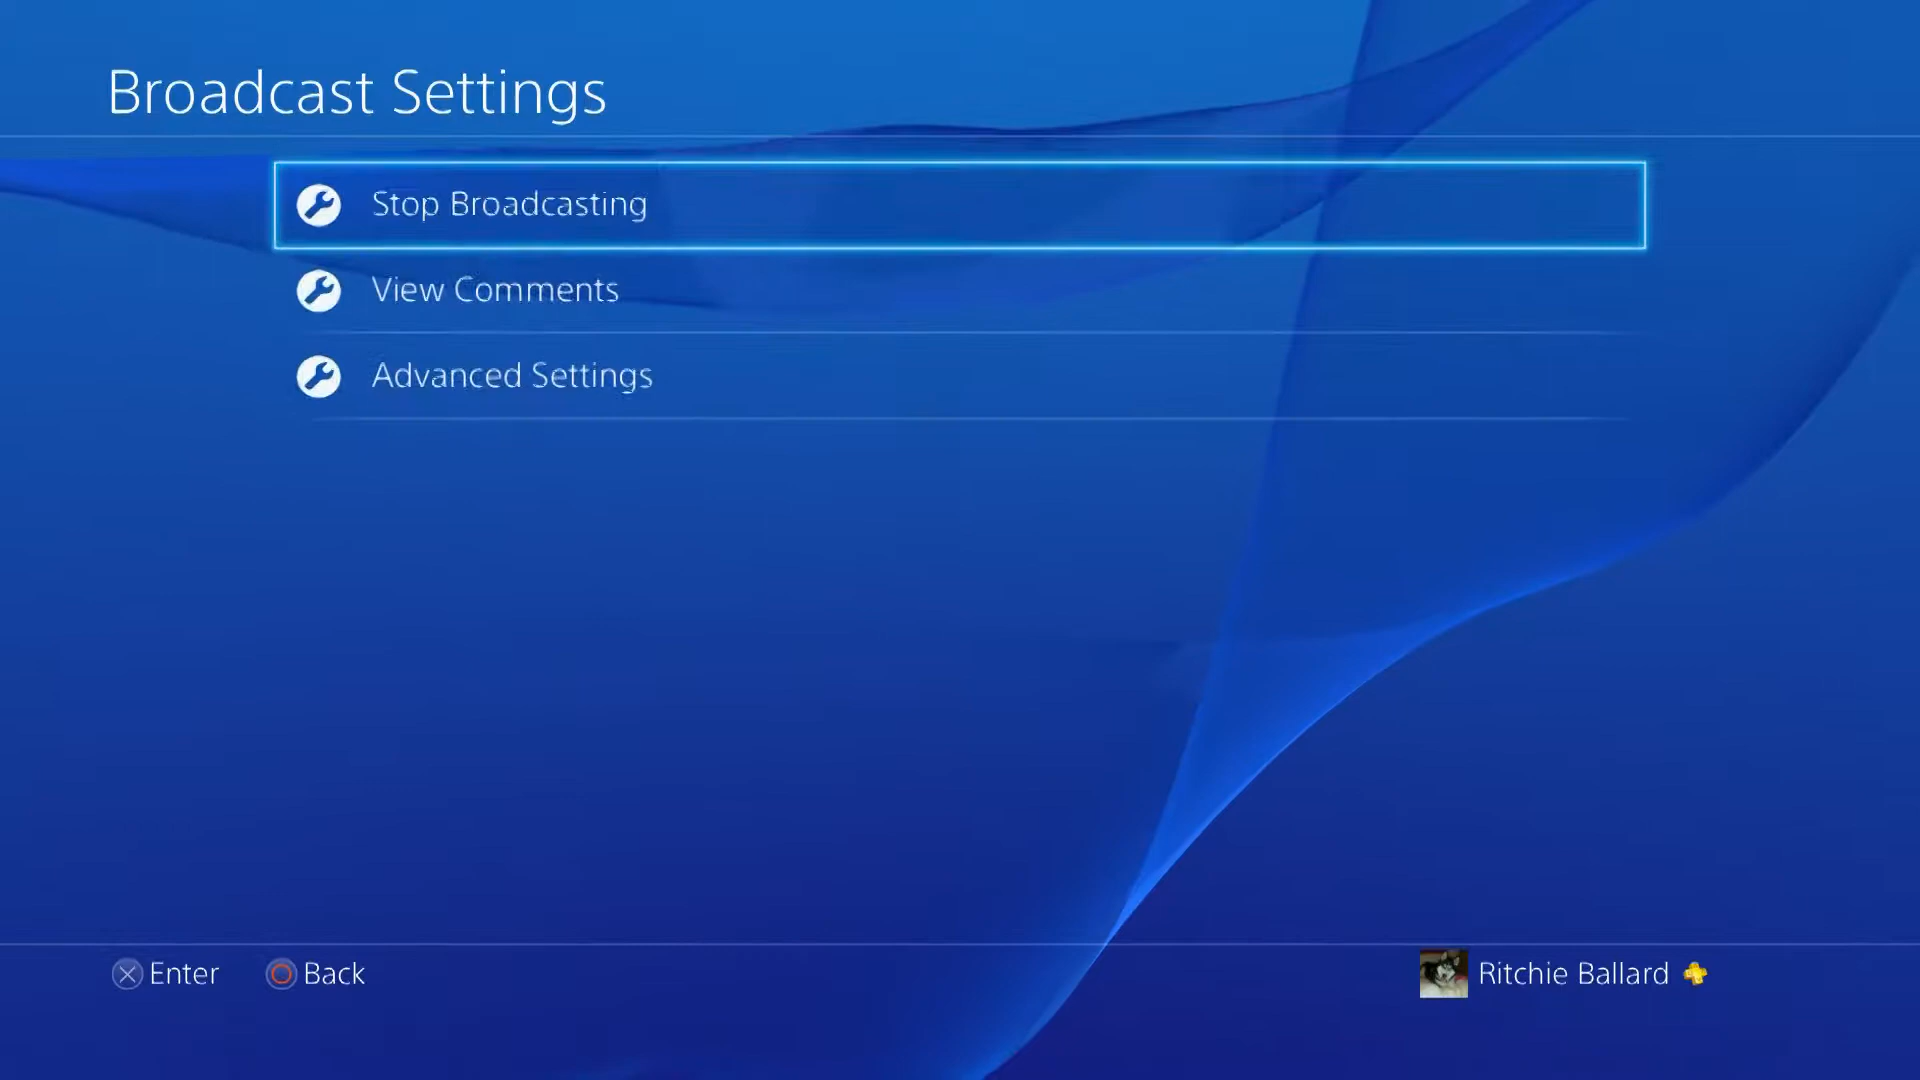 Broadcast Settings
Stop Broadcasting
View Comments
Advanced Settings
Enter
Back
Ritchie Ballard